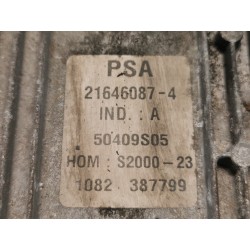 PSA
21646087-4
IND. : A
50409S05
HOM : S2000-23
1082 387799